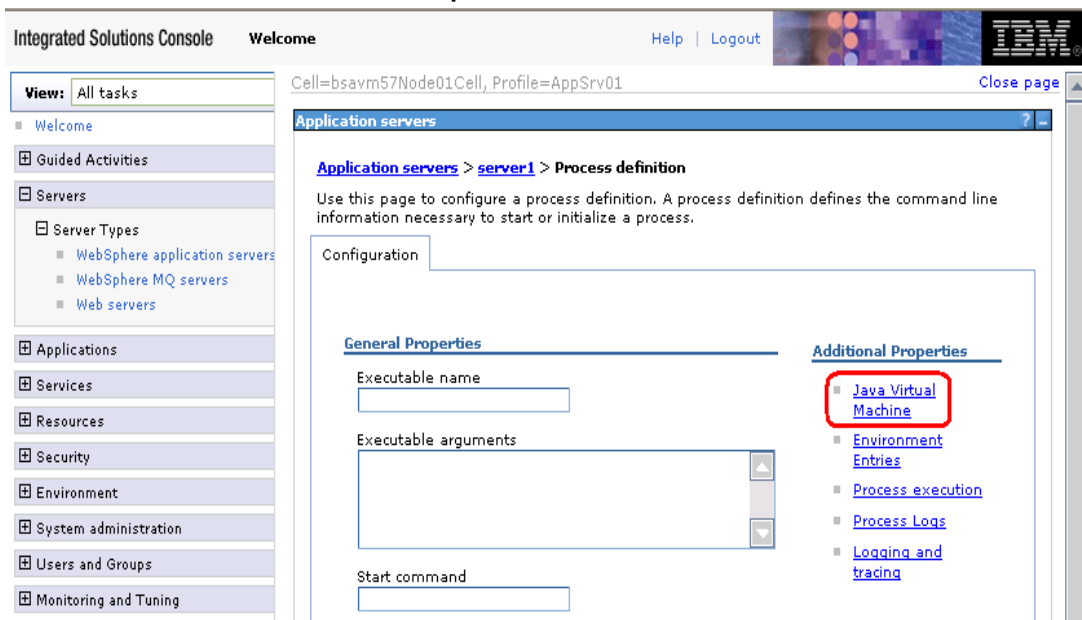 Integrated Solutions Console Welcome Help | Logout IBM®
View: All tasks
Cell=bsavm57Node01Cell, Profile=AppSrv01 Close page
Welcome
Guided Activities
Servers
Server Types
WebSphere application servers
WebSphere MQ servers
Web servers
Applications
Services
Resources
Security
Environment
System administration
Users and Groups
Monitoring and Tuning
Application servers ? -
Application servers > server1 > Process definition
Use this page to configure a process definition. A process definition defines the command line
information necessary to start or initialize a process.
Configuration
General Properties
Executable name
Executable arguments
Start command
Additional Properties
Java Virtual
Machine
Environment
Entries
Process execution
Process Logs
Logging and
tracing